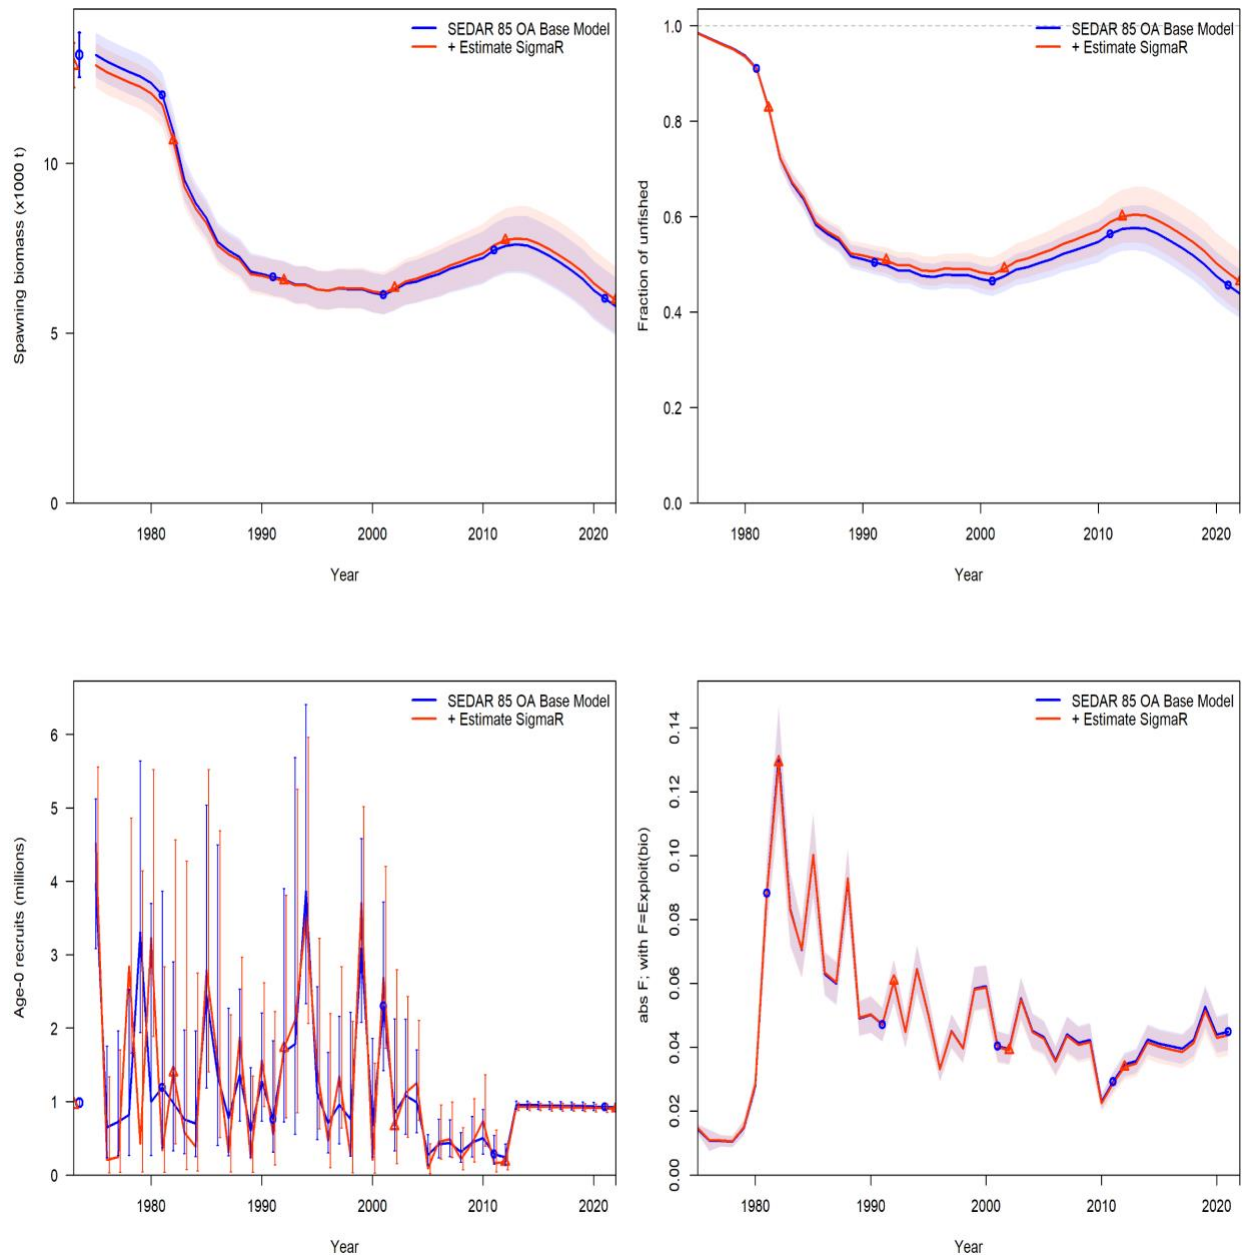 SEDAR 85 OA Base Model
+ Estimate SigmaR
Spawning biomass (x1000 t)
10
5
0
1980 1990 2000 2010 2020
Year
SEDAR 85 OA Base Model
+ Estimate SigmaR
Fraction of unfished
1.0
0.8
0.6
0.4
0.2
0.0
1980 1990 2000 2010 2020
Year
SEDAR 85 OA Base Model
+ Estimate SigmaR
Age-0 recruits (millions)
6
5
4
3
2
1
0
1980 1990 2000 2010 2020
Year
SEDAR 85 OA Base Model
+ Estimate SigmaR
abs F; with F=Exploit(bio)
0.14
0.12
0.10
0.08
0.06
0.04
0.02
0.00
1980 1990 2000 2010 2020
Year